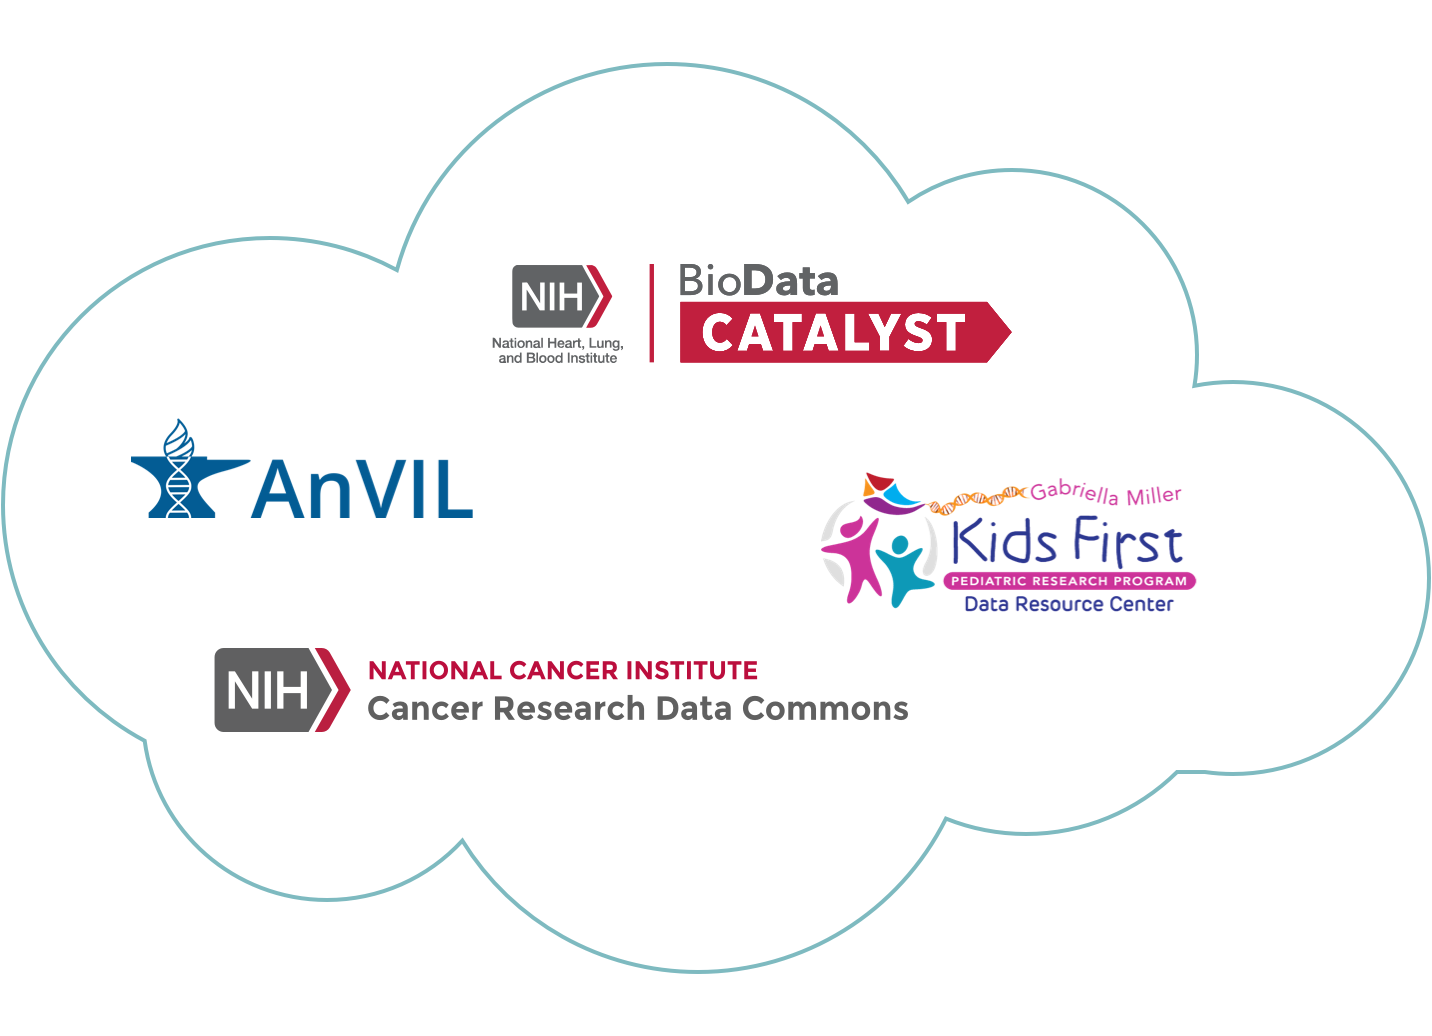 NIH
National Heart, Lung,
and Blood Institute
BioData
CATALYST
AnVIL
Gabriella Miller
Kids First
PEDIATRIC RESEARCH PROGRAM
Data Resource Center
NIH
NATIONAL CANCER INSTITUTE
Cancer Research Data Commons